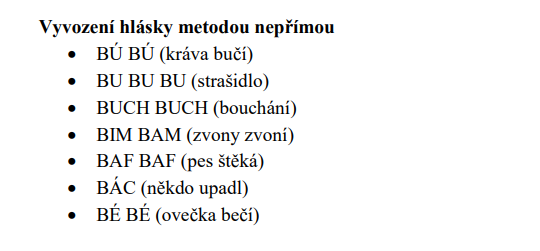 Vyvození hlásky metodou nepřímou
• BÚ BÚ (kráva bučí)
• BU BU BU (strašidlo)
• BUCH BUCH (bouchání)
• BIM BAM (zvony zvoní)
• BAF BAF (pes štěká)
• BÁC (někdo upadl)
• BÉ BÉ (ovečka bečí)